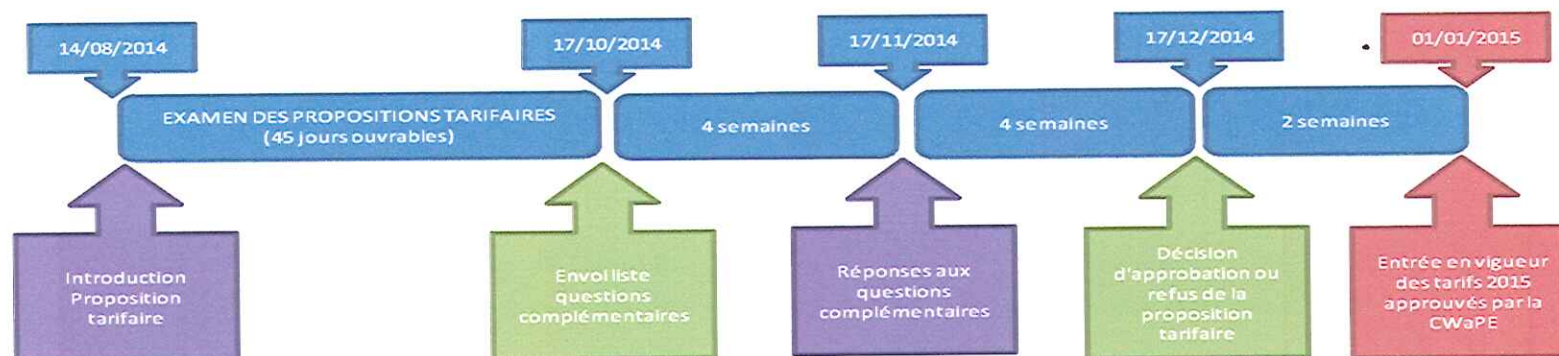 14/08/2014
17/10/2014
17/11/2014
17/12/2014
01/01/2015
EXAMEN DES PROPOSITIONS TARIFAIRES
(45 jours ouvrables)
4 semaines
4 semaines
2 semaines
Introduction
Proposition
tarifaire
Envoi liste
questions
complémentaires
Réponses aux
questions
complémentaires
Décision
d'approbation ou
refus de la
proposition
tarifaire
Entrée en vigueur
des tarifs 2015
approuvés par la
CWaPE